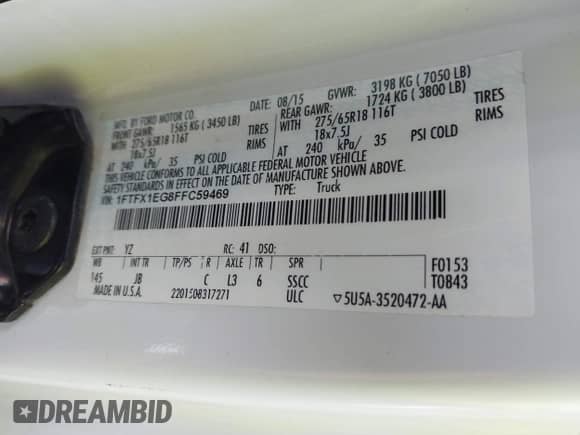 MFD. BY FORD MOTOR CO.
DATE: 08/15 GVWR: 3198 KG ( 7050 LB)
FRONT GAWR: 1565 KG ( 3450 LB) REAR GAWR: 1724 KG ( 3800 LB)
WITH 275/65R18 116T TIRES WITH 275/65R18 116T TIRES
18x7.5J RIMS 18x7.5J RIMS
AT 240 kPa/ 35 PSI COLD AT 240 kPa/ 35 PSI COLD
THIS VEHICLE CONFORMS TO ALL APPLICABLE FEDERAL MOTOR VEHICLE
SAFETY STANDARDS IN EFFECT ON THE DATE OF MANUFACTURE SHOWN ABOVE.
VIN: 1FTFX1EG8FFC59469 TYPE: Truck
EXT PNT: YZ RC: 41 DSO:
WB INT TR TP/PS R AXLE TR SPR F0153
145 JB C L3 6 SSCC T0843
MADE IN U.S.A. 2201508317271 ULC ▽5U5A-3520472-AA
#DREAMBID